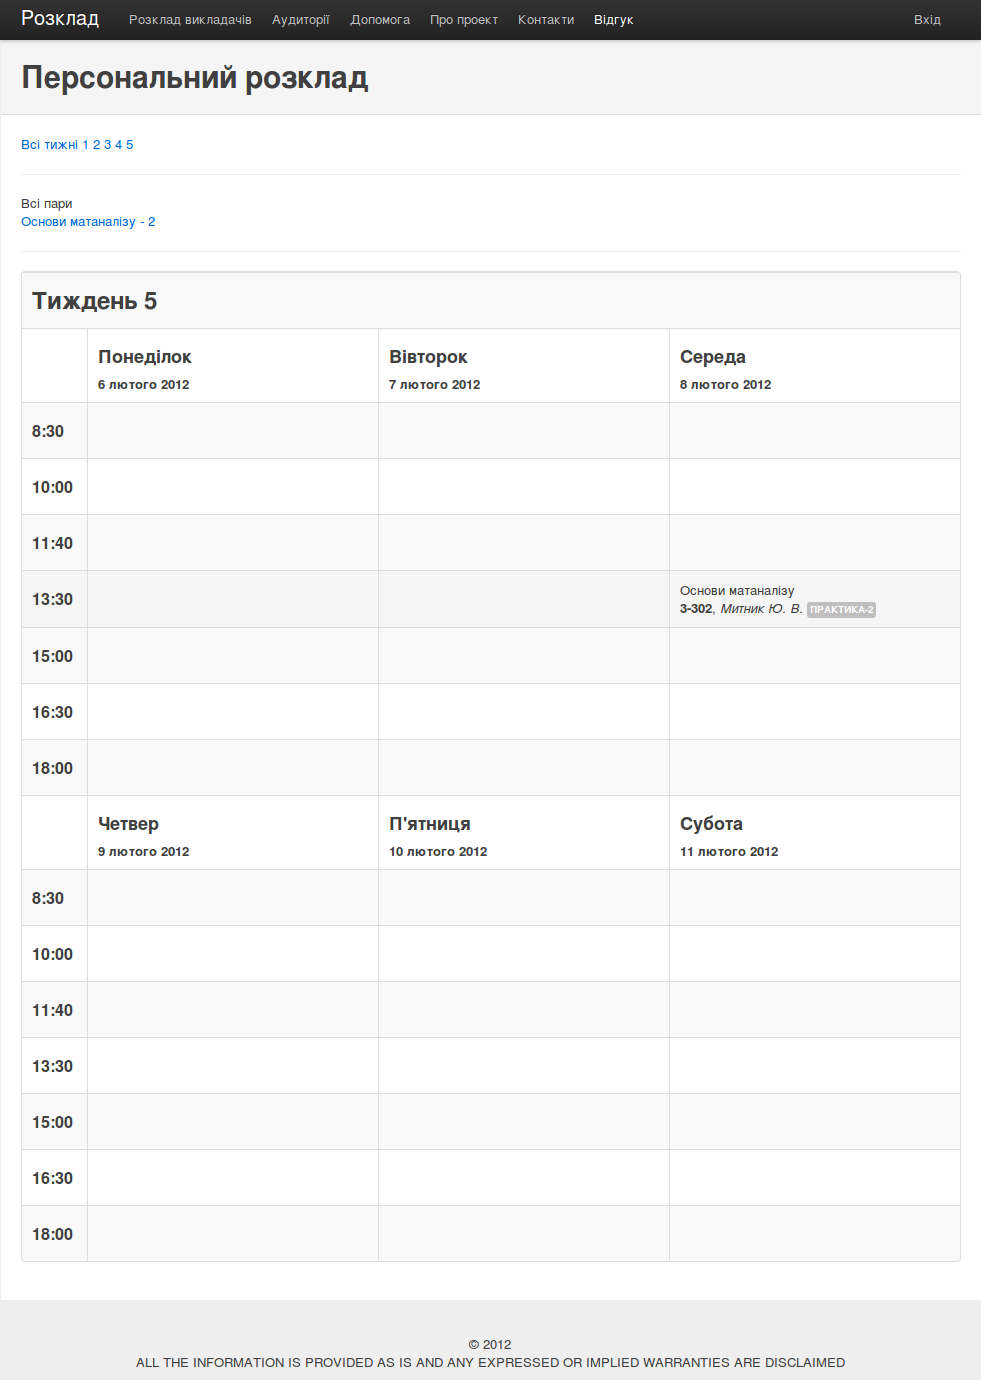 Розклад Розклад викладачів Аудиторії Допомога Про проект Контакти Відгук Вхід
Персональний розклад
Всі тижні 1 2 3 4 5
Всі пари
Основи матаналізу - 2
Тиждень 5
Понеділок Вівторок Середа
6 лютого 2012 7 лютого 2012 8 лютого 2012
8:30
10:00
11:40
13:30
Основи матаналізу
3-302, Митник Ю. В. ПРАКТИКА-2
15:00
16:30
18:00
Четвер П'ятниця Субота
9 лютого 2012 10 лютого 2012 11 лютого 2012
8:30
10:00
11:40
13:30
15:00
16:30
18:00
© 2012
ALL THE INFORMATION IS PROVIDED AS IS AND ANY EXPRESSED OR IMPLIED WARRANTIES ARE DISCLAIMED